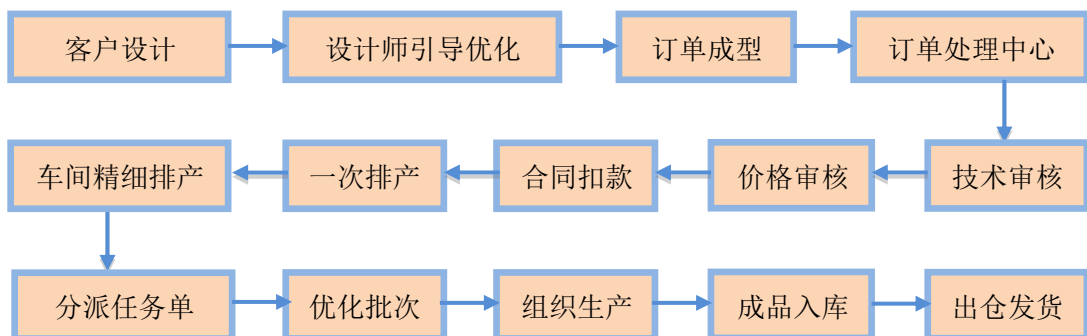 客户设计
设计师引导优化
订单成型
订单处理中心
技术审核
价格审核
合同扣款
一次排产
车间精细排产
分派任务单
优化批次
组织生产
成品入库
出仓发货